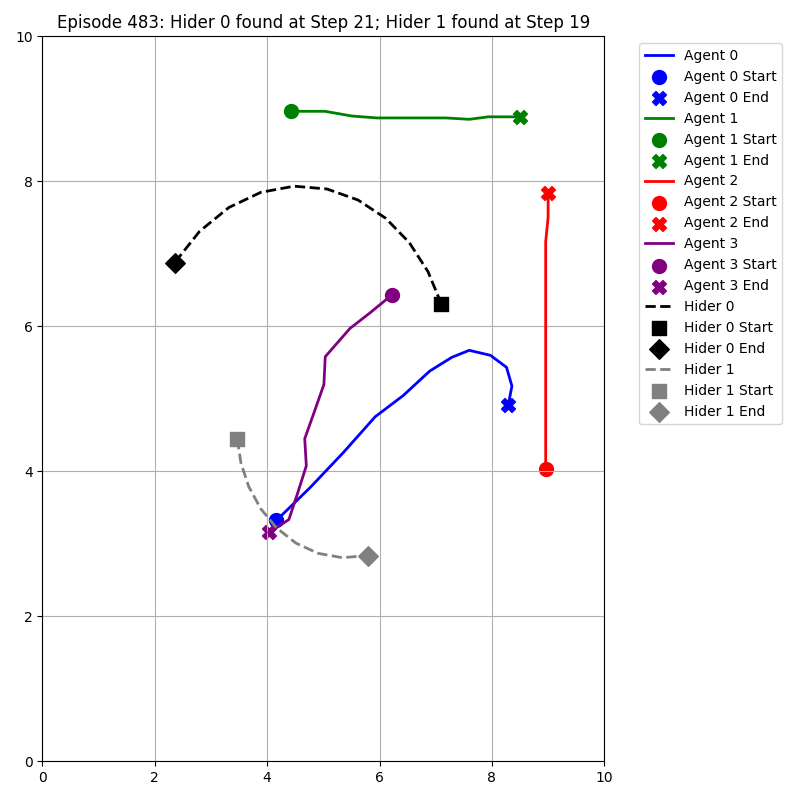 Episode 483: Hider 0 found at Step 21; Hider 1 found at Step 19
10
8
6
4
2
0
0 2 4 6 8 10
Agent 0
Agent 0 Start
Agent 0 End
Agent 1
Agent 1 Start
Agent 1 End
Agent 2
Agent 2 Start
Agent 2 End
Agent 3
Agent 3 Start
Agent 3 End
Hider 0
Hider 0 Start
Hider 0 End
Hider 1
Hider 1 Start
Hider 1 End